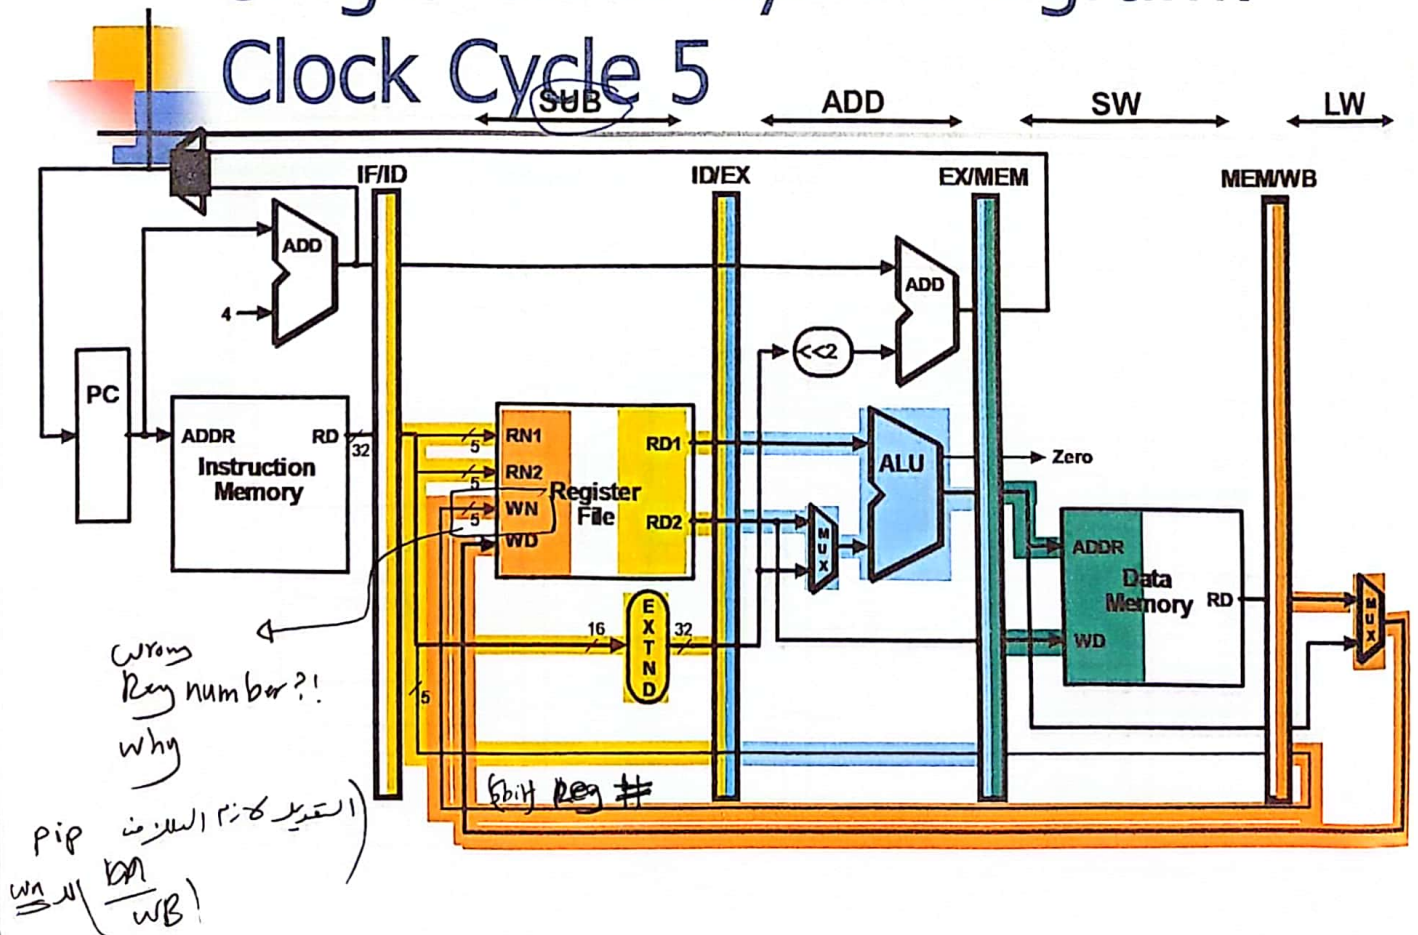 Clock Cycle 5
SUB
ADD
SW
LW
IF/ID
ID/EX
EX/MEM
MEM/WB
ADD
4
ADD
<<2
PC
ADDR
RD
32
Instruction
Memory
5
RN1
RD1
5
RN2
5
WN
Register
File
RD2
WD
ALU
Zero
MUX
ADDR
Data
Memory
RD
WD
MUX
16
EXTND
32
5
wrong
Reg number?!
why
5bit Reg #
pip
wn
WB